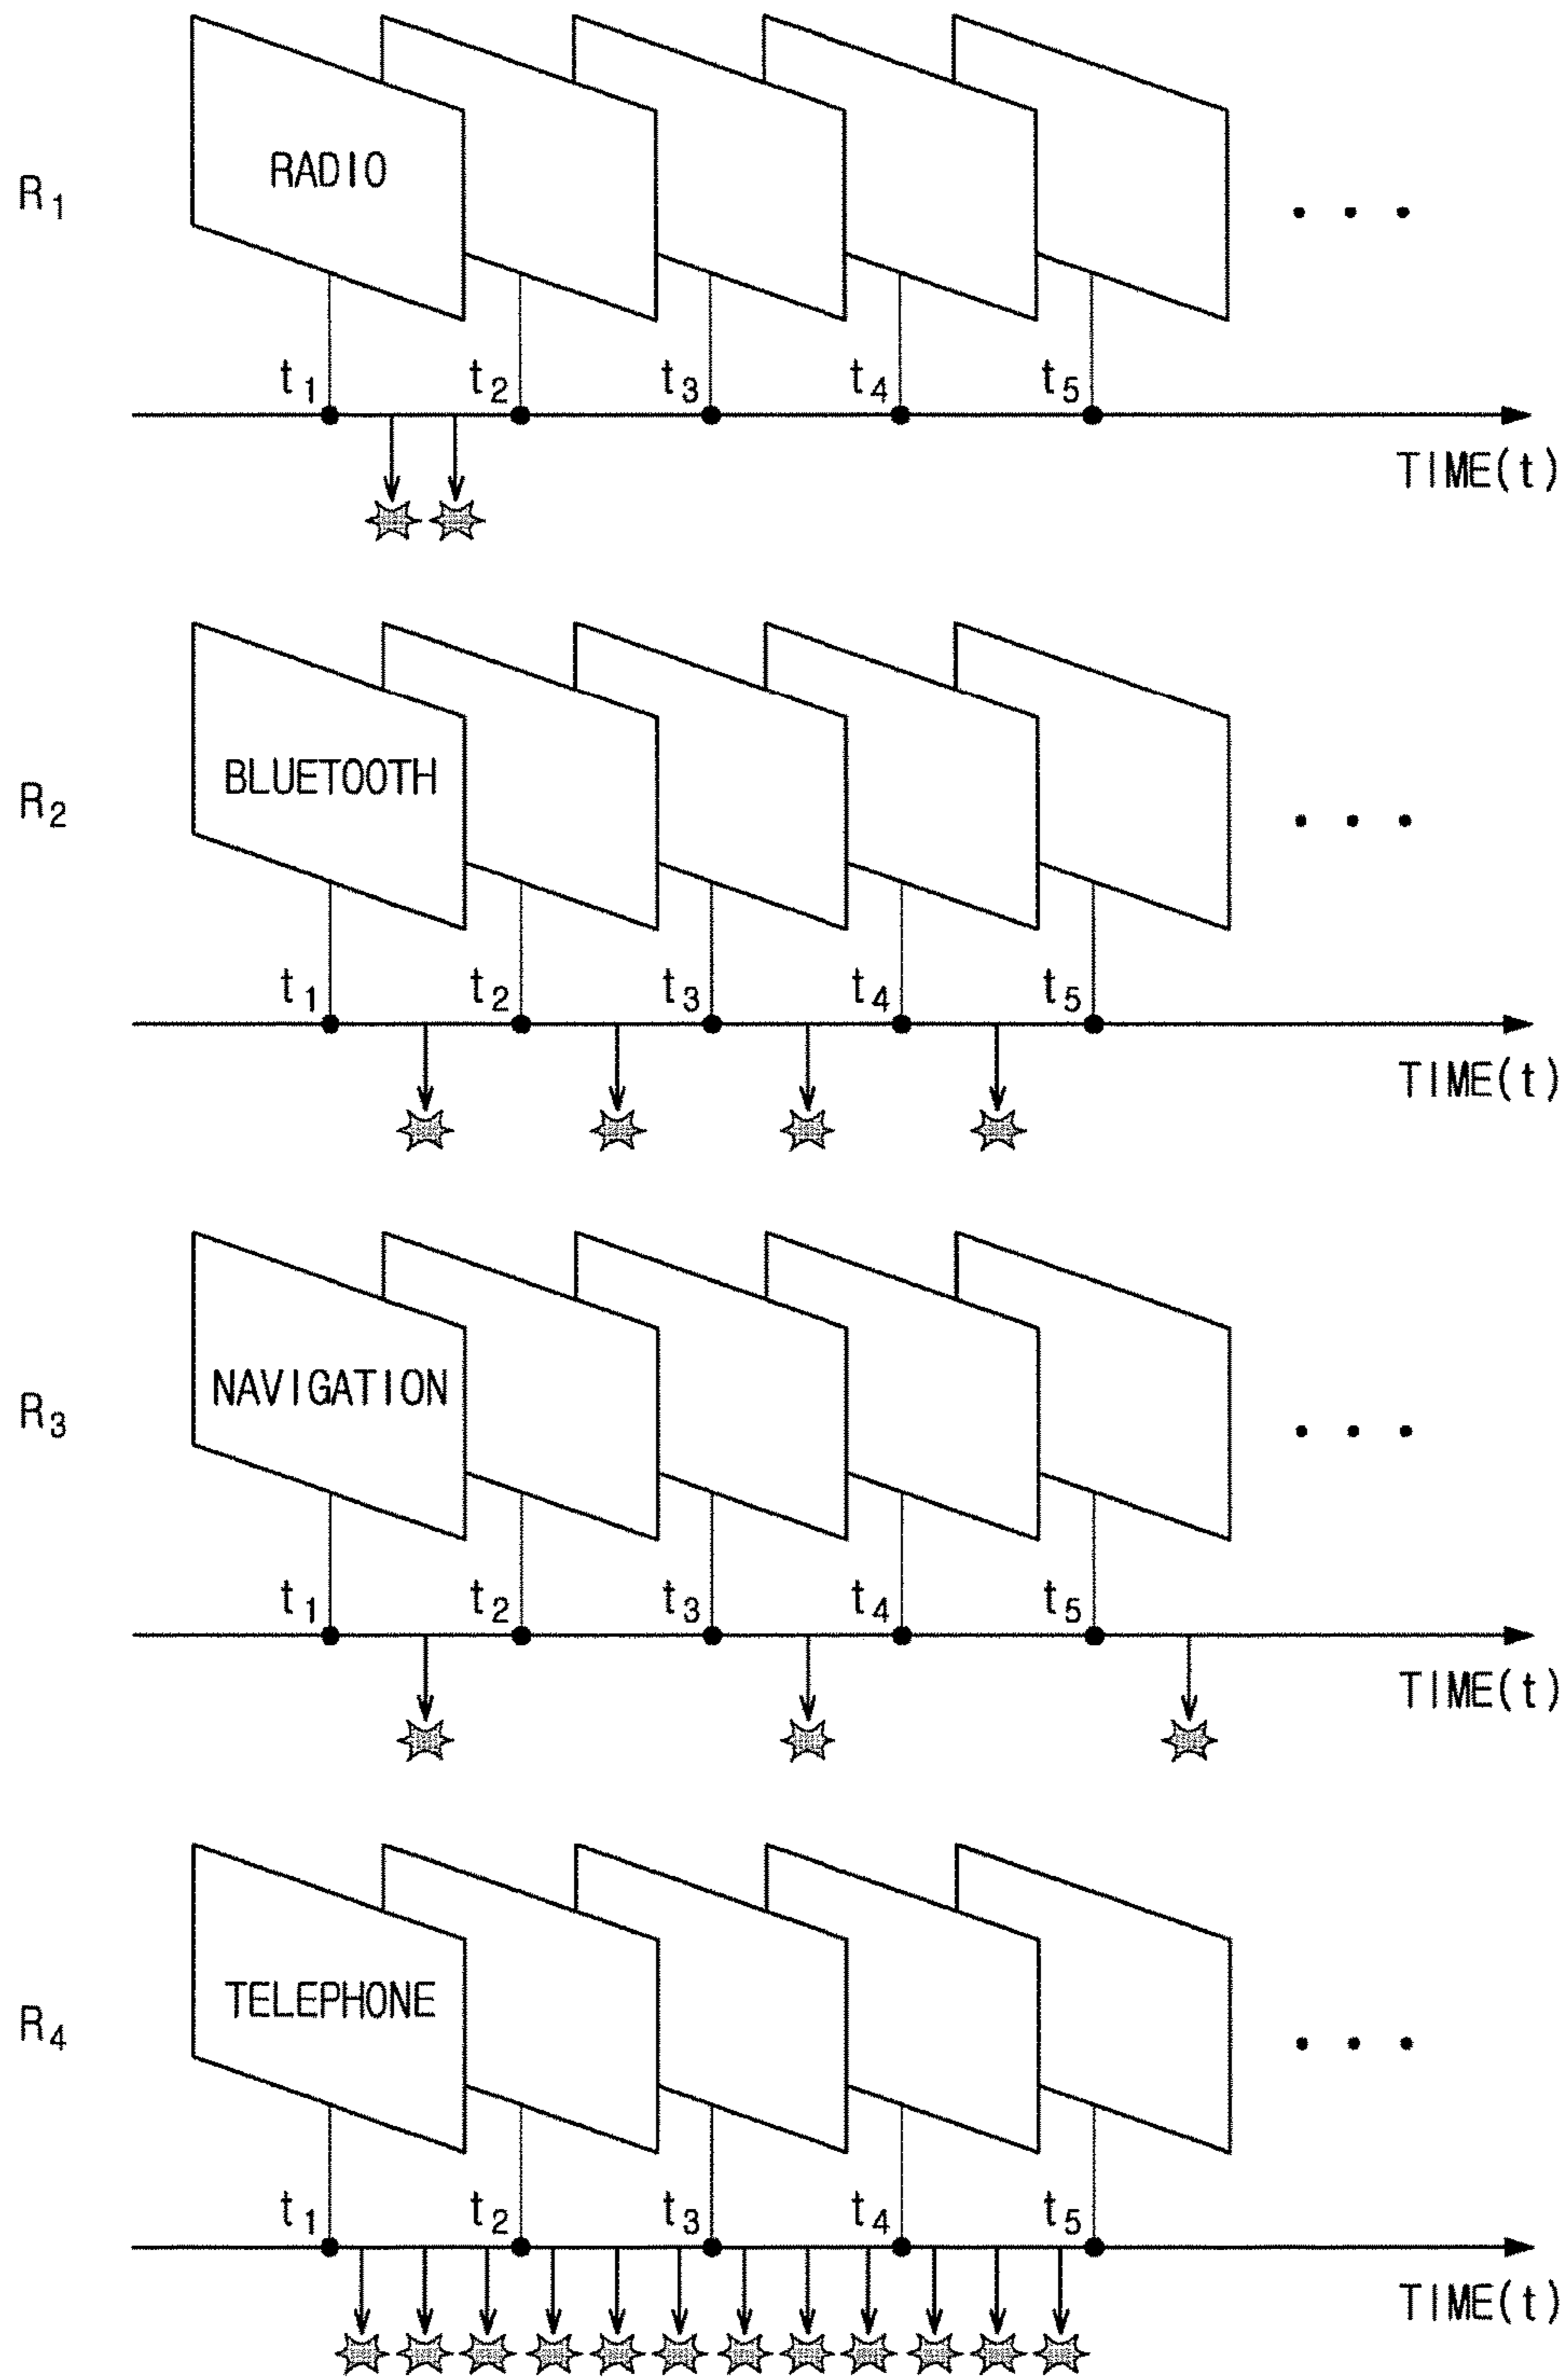 RADIO
R1
. . .
t1 t2 t3 t4 t5
TIME(t)
BLUETOOTH
R2
. . .
t1 t2 t3 t4 t5
TIME(t)
NAVIGATION
R3
. . .
t1 t2 t3 t4 t5
TIME(t)
TELEPHONE
R4
. . .
t1 t2 t3 t4 t5
TIME(t)